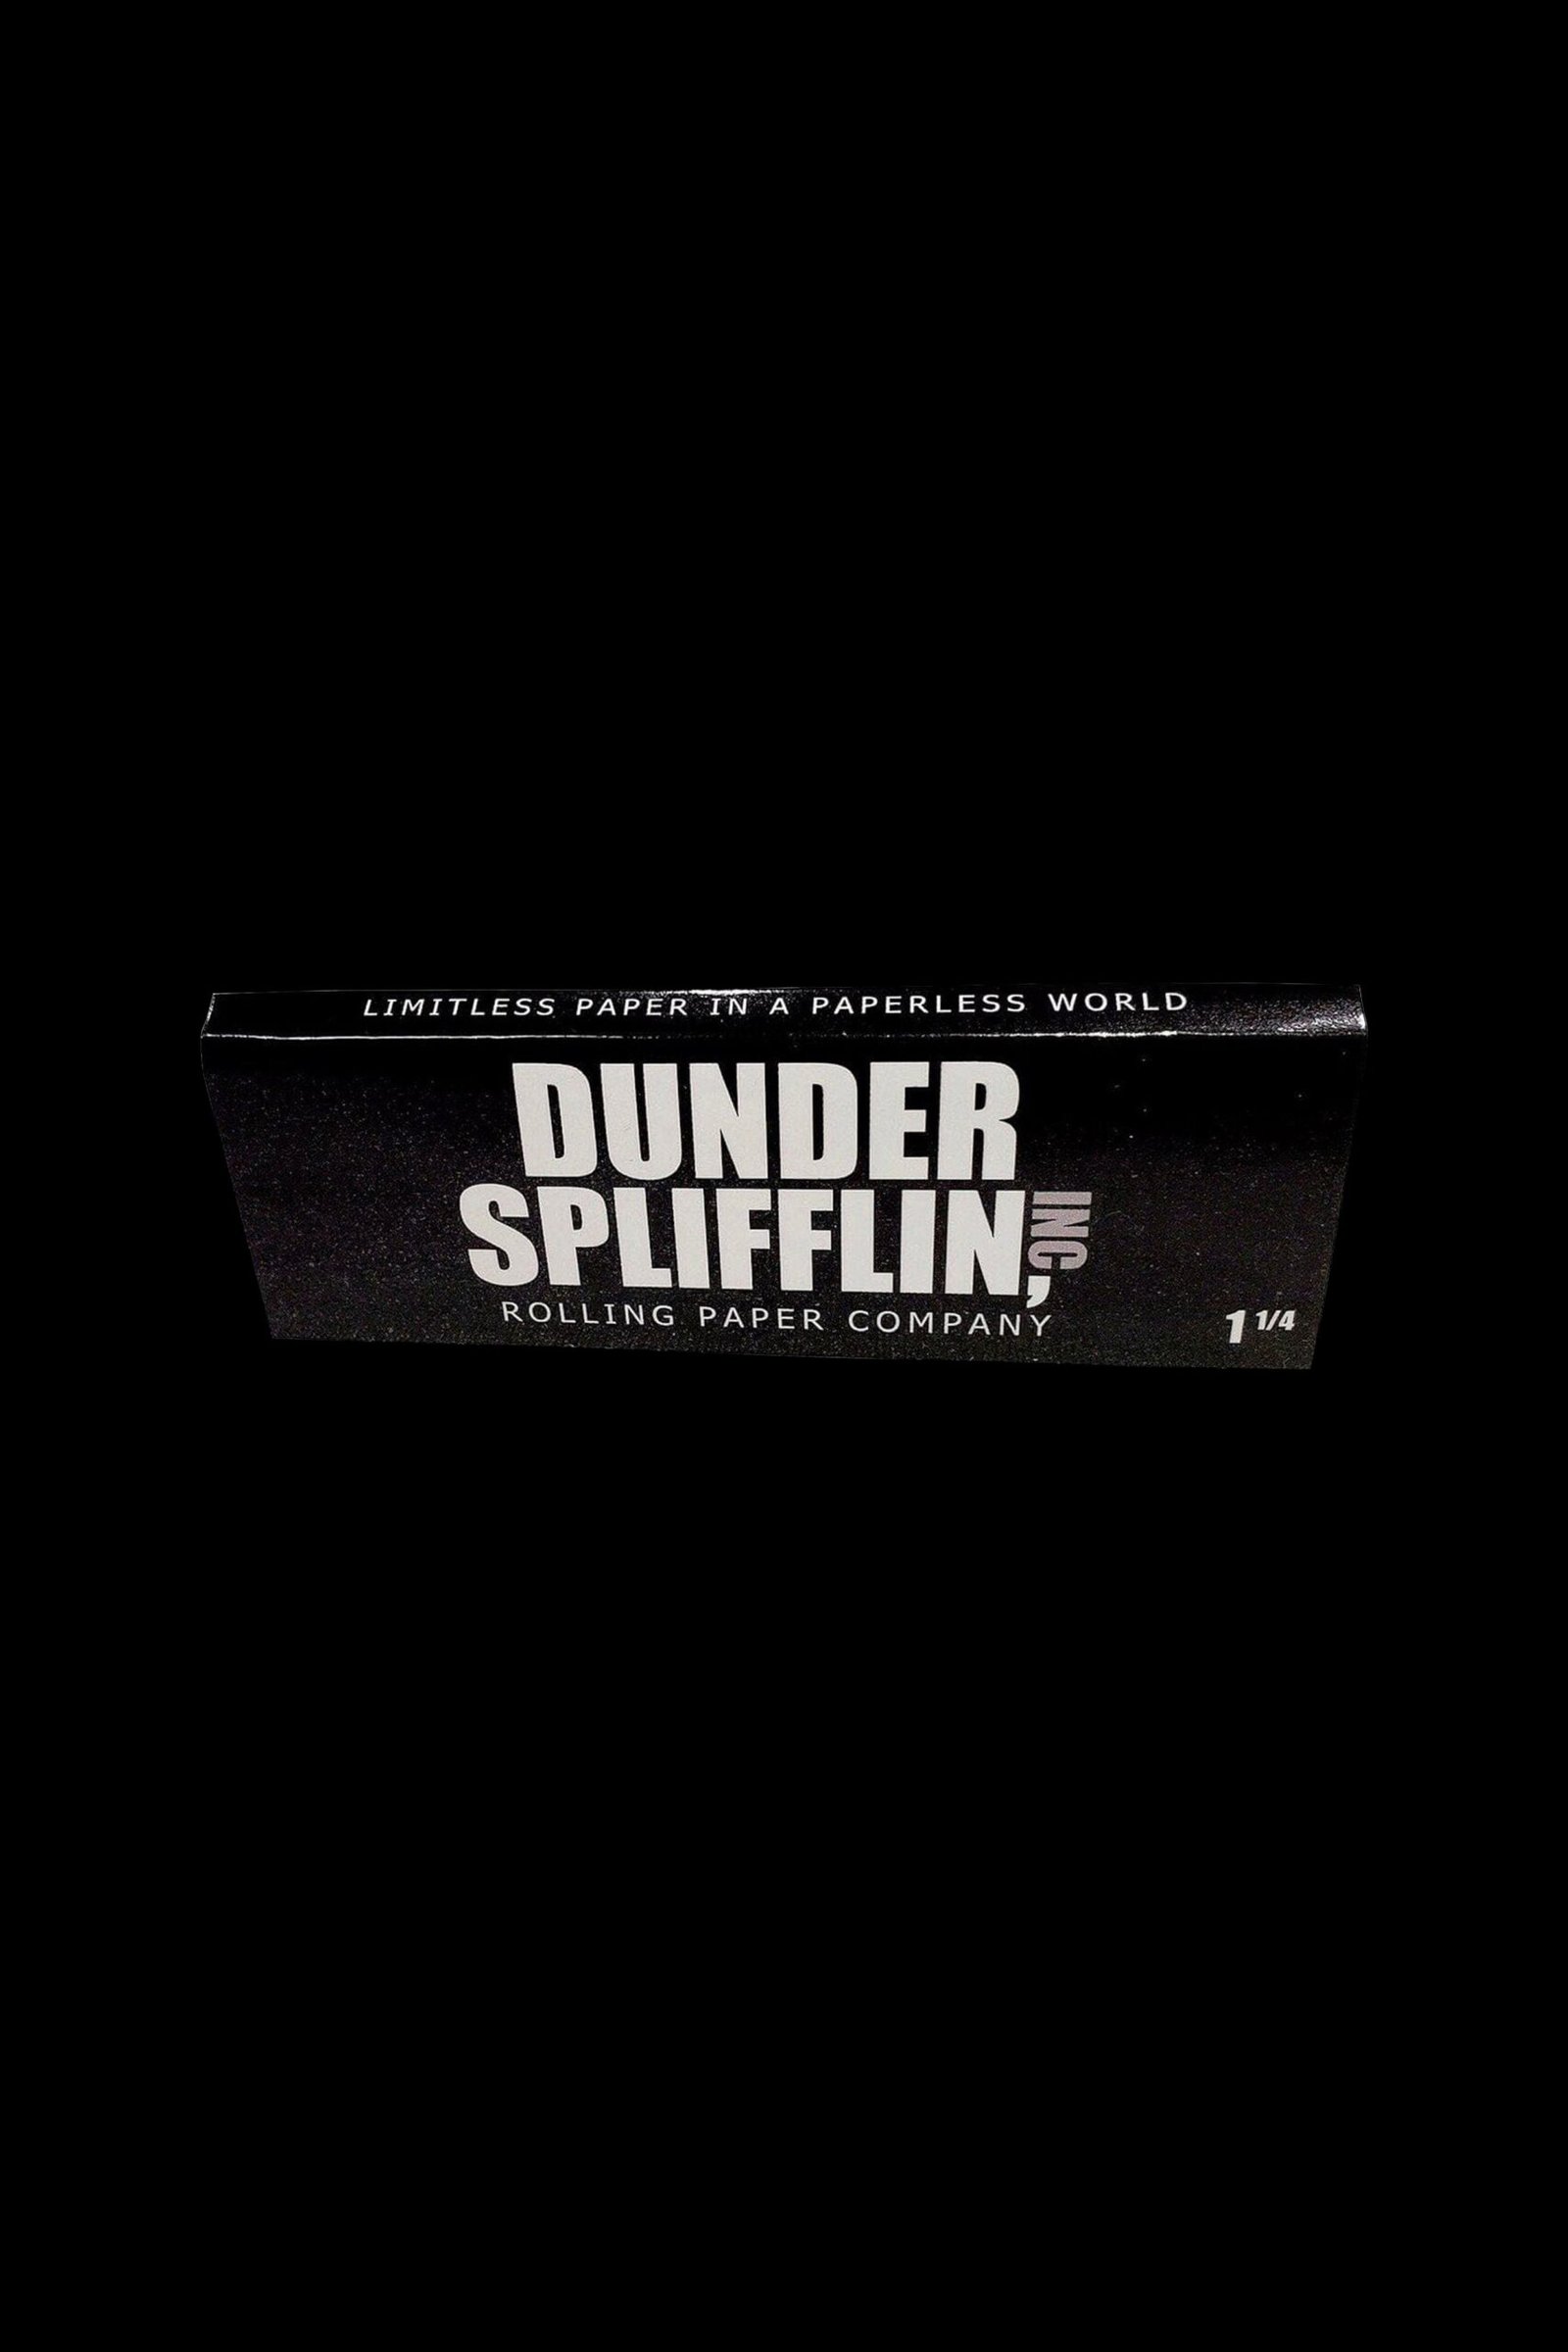 LIMITLESS PAPER IN A PAPERLESS WORLD
DUNDER
SPLIFFLIN, INC
ROLLING PAPER COMPANY
1 1/4